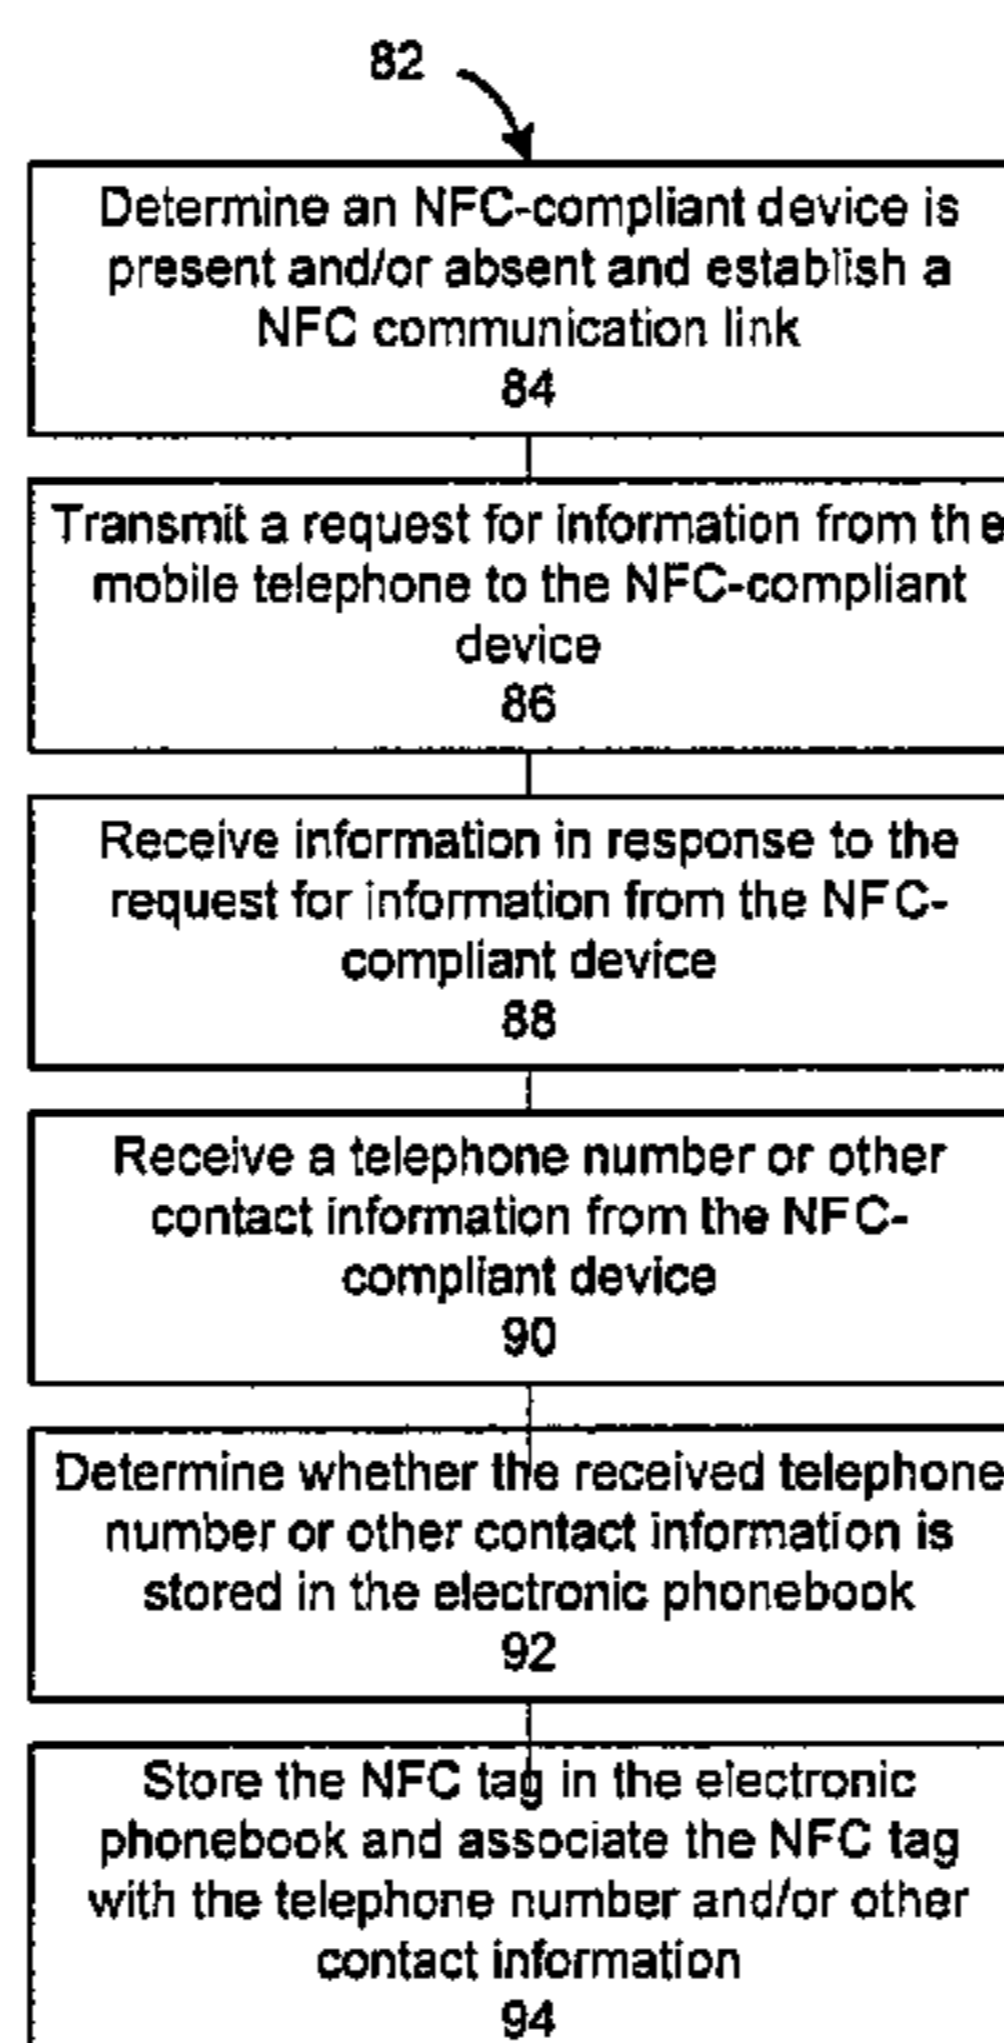 82
Determine an NFC-compliant device is
present and/or absent and establish a
NFC communication link
84
Transmit a request for information from the
mobile telephone to the NFC-compliant
device
86
Receive information in response to the
request for information from the NFC-
compliant device
88
Receive a telephone number or other
contact information from the NFC-
compliant device
90
Determine whether the received telephone
number or other contact information is
stored in the electronic phonebook
92
Store the NFC tag in the electronic
phonebook and associate the NFC tag
with the telephone number and/or other
contact information
94